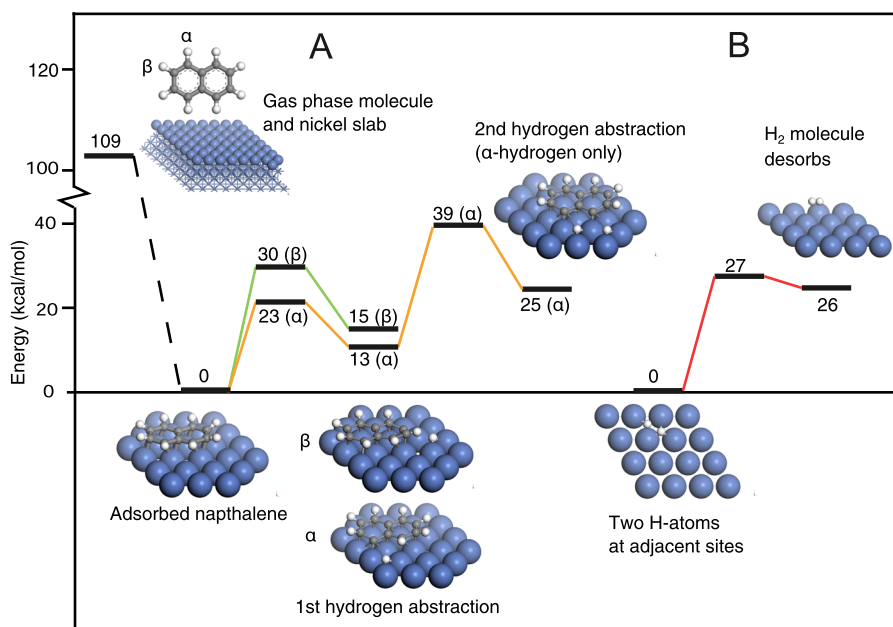 A
B
α
β
Gas phase molecule
and nickel slab
2nd hydrogen abstraction
(α-hydrogen only)
H2 molecule
desorbs
120
100
40
20
0
Energy (kcal/mol)
109
0
30 (β)
23 (α)
15 (β)
13 (α)
39 (α)
25 (α)
0
27
26
Adsorbed napthalene
β
α
1st hydrogen abstraction
Two H-atoms
at adjacent sites